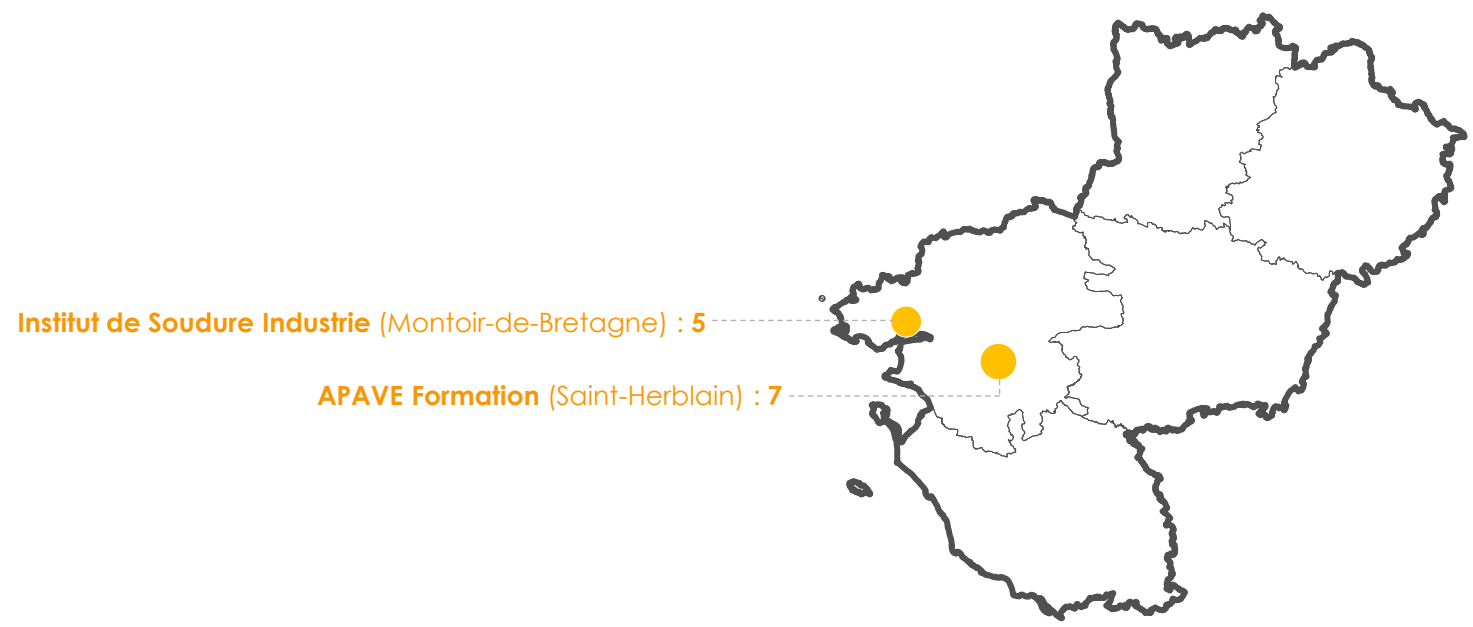 Institut de Soudure Industrie (Montoir-de-Bretagne) : 5
APAVE Formation (Saint-Herblain) : 7